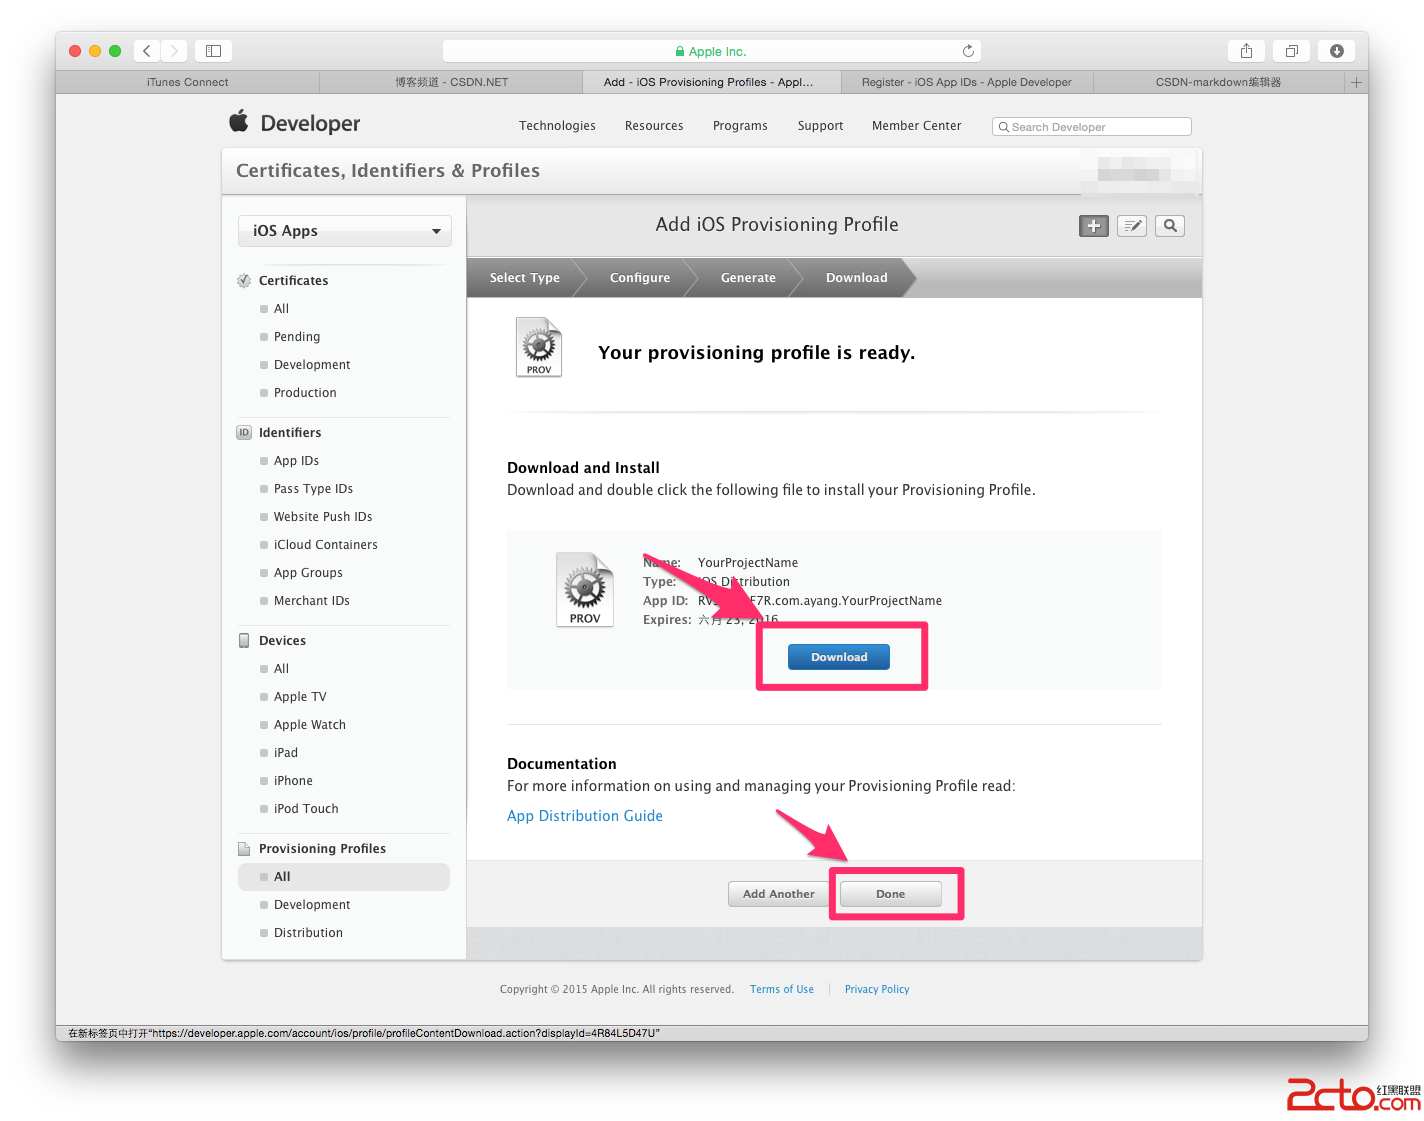 Apple Inc.
iTunes Connect
博客频道 - CSDN.NET
Add - iOS Provisioning Profiles - Appl...
Register - iOS App IDs - Apple Developer
CSDN-markdown编辑器
Developer
Technologies
Resources
Programs
Support
Member Center
Search Developer
Certificates, Identifiers & Profiles
iOS Apps
Certificates
All
Pending
Development
Production
Identifiers
App IDs
Pass Type IDs
Website Push IDs
iCloud Containers
App Groups
Merchant IDs
Devices
All
Apple TV
Apple Watch
iPad
iPhone
iPod Touch
Provisioning Profiles
All
Development
Distribution
Add iOS Provisioning Profile
Select Type
Configure
Generate
Download
PROV
Your provisioning profile is ready.
Download and Install
Download and double click the following file to install your Provisioning Profile.
PROV
Name: YourProjectName
Type: iOS Distribution
App ID: F7R.com.ayang.YourProjectName
Expires: 六月 23, 2016
Download
Documentation
For more information on using and managing your Provisioning Profile read:
App Distribution Guide
Add Another
Done
Copyright © 2015 Apple Inc. All rights reserved.
Terms of Use
Privacy Policy
在新标签页中打开“https://developer.apple.com/account/ios/profile/profileContentDownload.action?displayId=4R84L5D47U”
2cto.com
红黑联盟